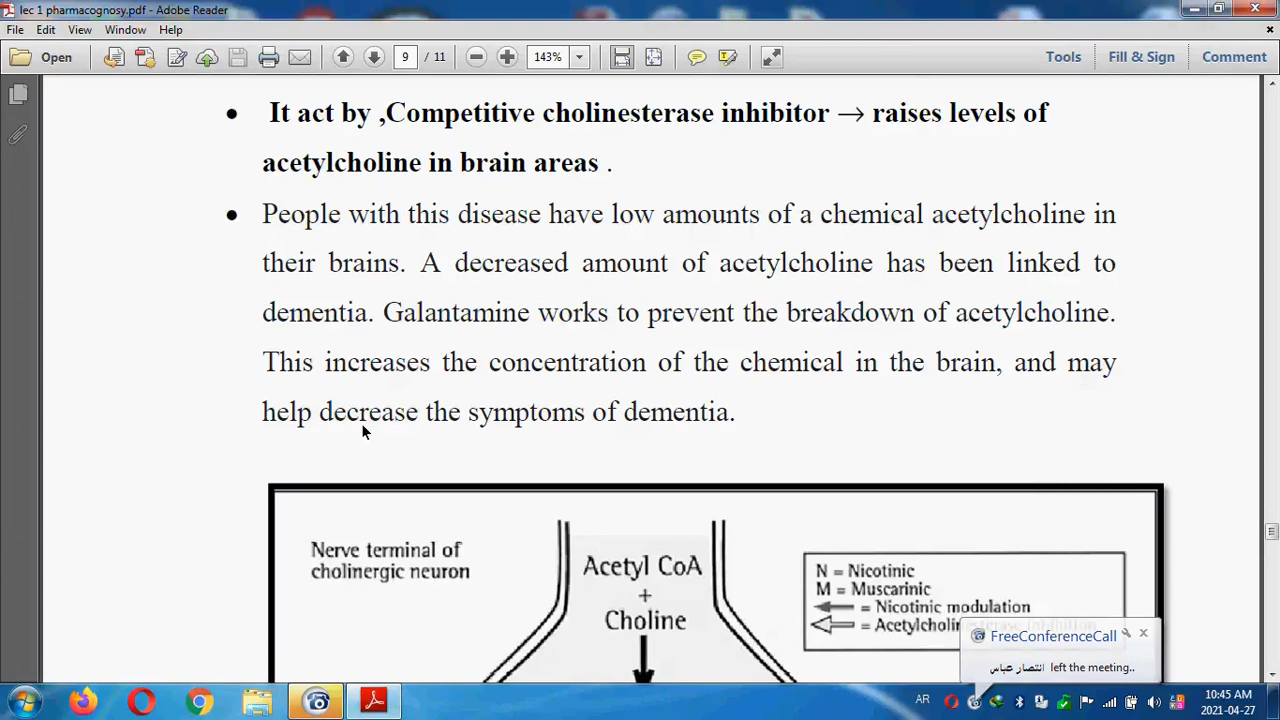 lec 1 pharmacognosy.pdf - Adobe Reader
File Edit View Window Help
Open 9 / 11 143% Tools Fill & Sign Comment
• It act by ,Competitive cholinesterase inhibitor → raises levels of
acetylcholine in brain areas .
• People with this disease have low amounts of a chemical acetylcholine in
their brains. A decreased amount of acetylcholine has been linked to
dementia. Galantamine works to prevent the breakdown of acetylcholine.
This increases the concentration of the chemical in the brain, and may
help decrease the symptoms of dementia.
Nerve terminal of
cholinergic neuron
Acetyl CoA
+
Choline
N = Nicotinic
M = Muscarinic
= Nicotinic modulation
= Acetylcholinesterase inhibition
FreeConferenceCall
انتصار عباس left the meeting..
AR
10:45 AM
2021-04-27